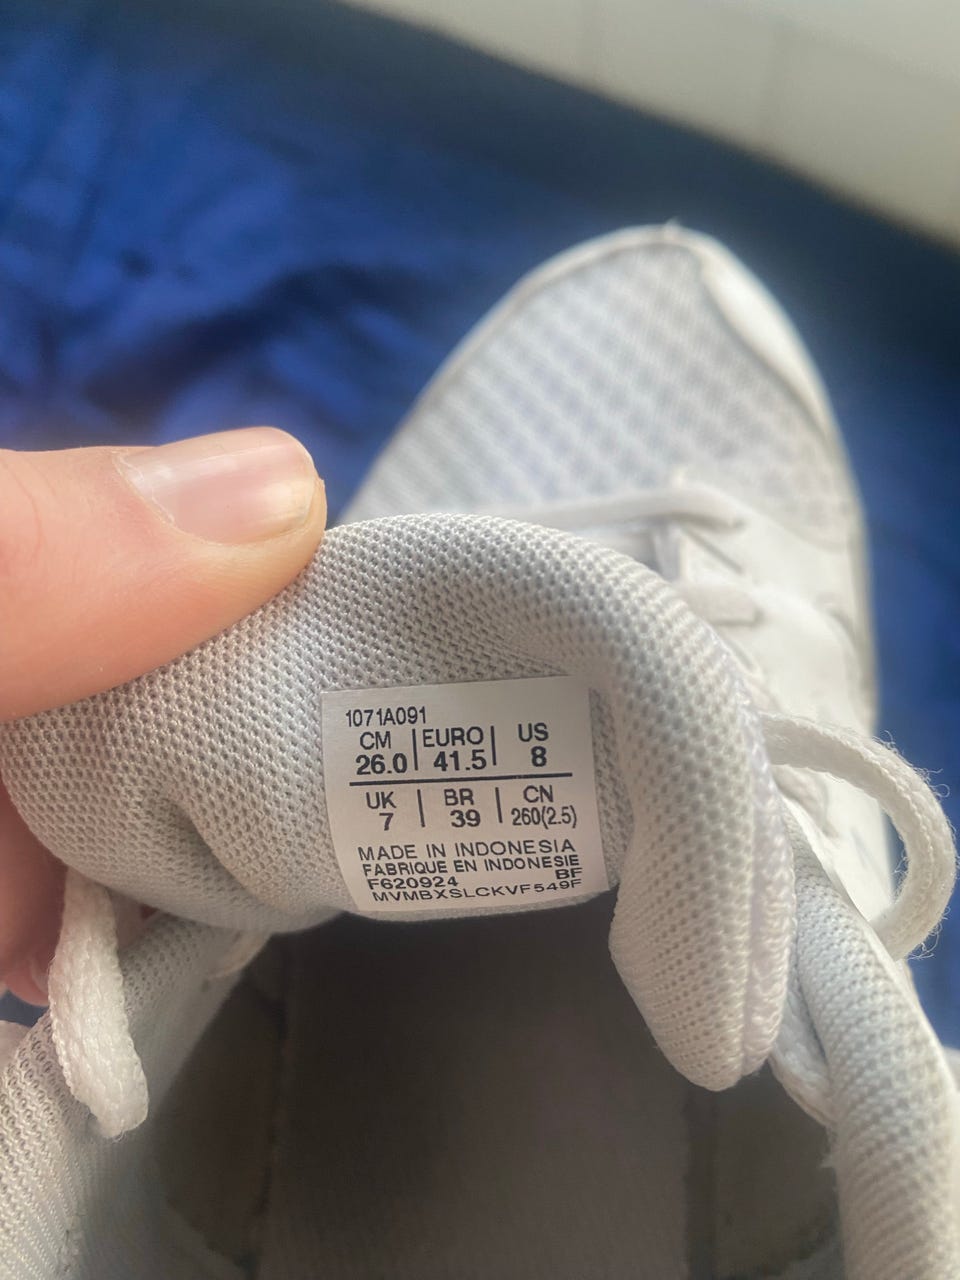 1071A091
CM | EURO | US
26.0 | 41.5 | 8
UK | BR | CN
7 | 39 | 260(2.5)
MADE IN INDONESIA
FABRIQUE EN INDONESIE
F620924 BF
MVMBXSLCKVF549F